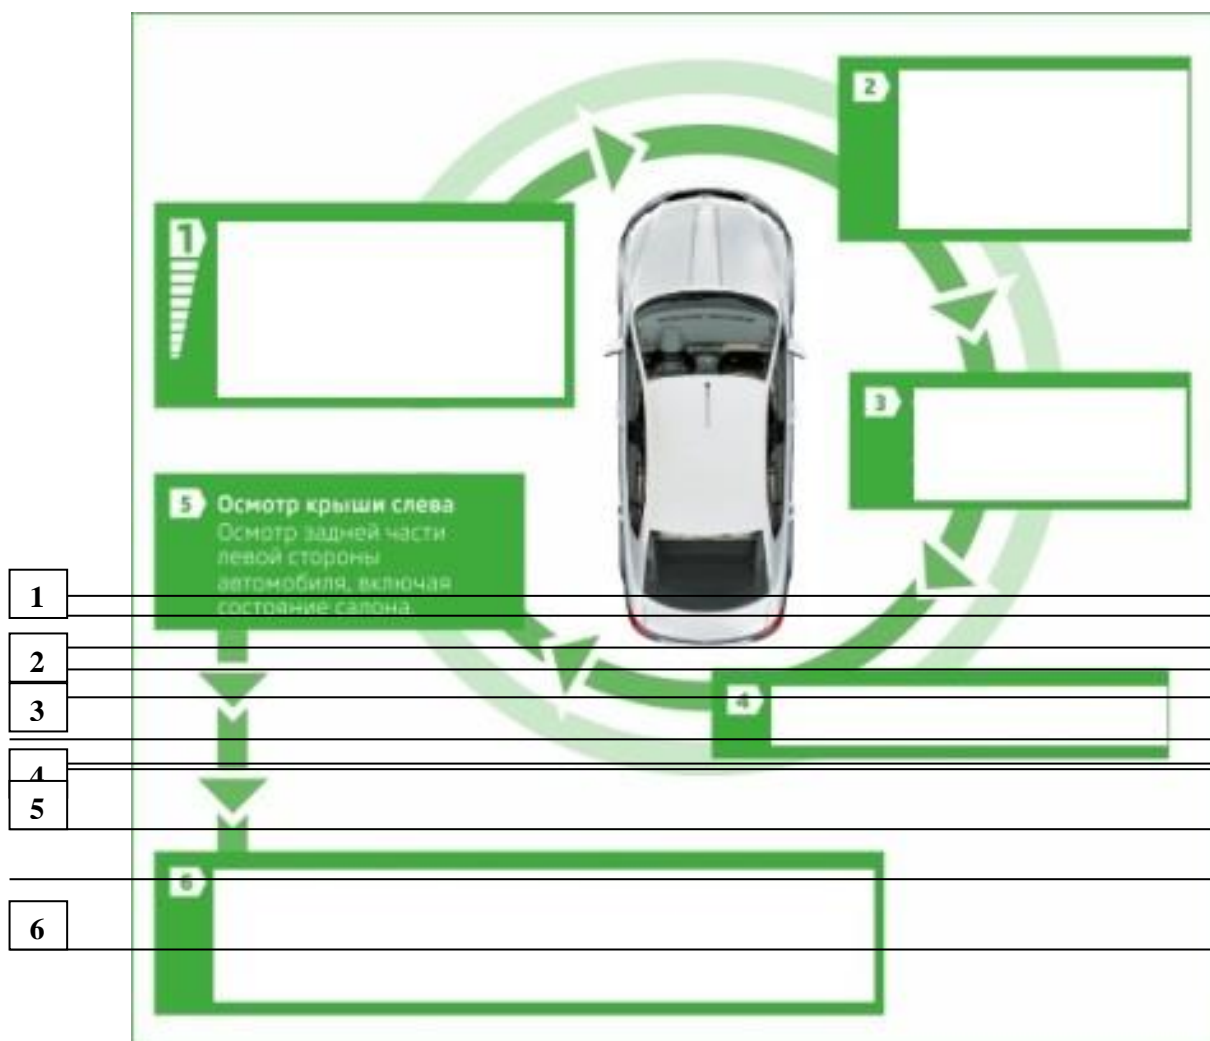 2
1
3
5 Осмотр крыши слева
Осмотр задней части
левой стороны
автомобиля, включая
состояние салона
1
2
3
4
4
5
6
6